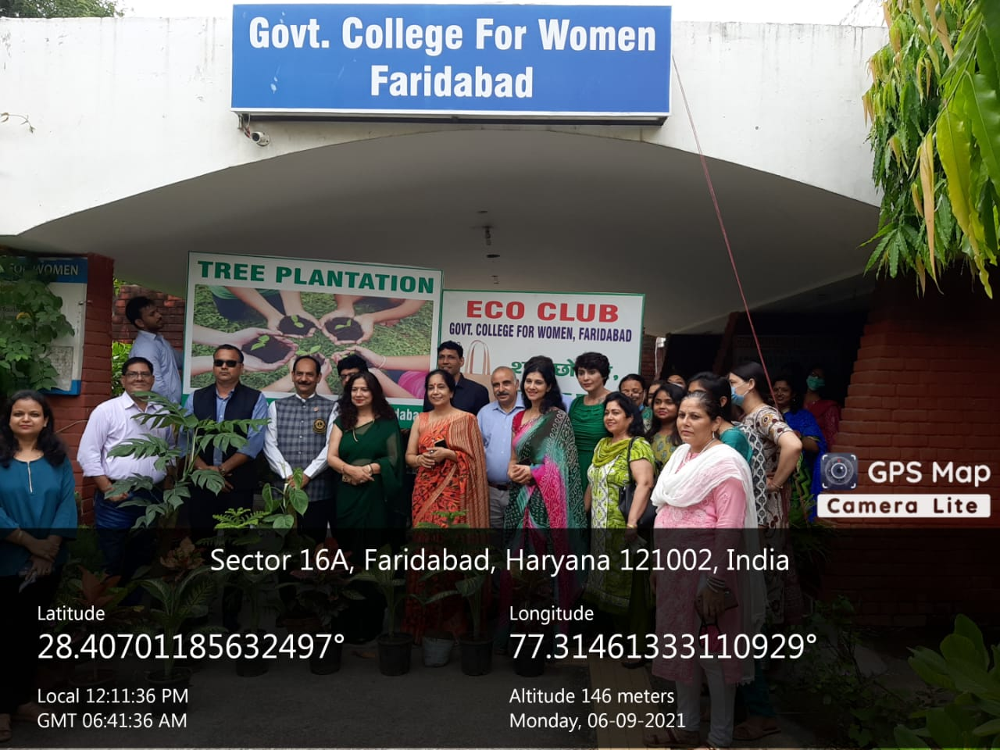 Govt. College For Women
Faridabad
FOR WOMEN
TREE PLANTATION
ECO CLUB
GOVT. COLLEGE FOR WOMEN, FARIDABAD
GPS Map
Camera Lite
Sector 16A, Faridabad, Haryana 121002, India
Latitude
28.40701185632497°
Longitude
77.31461333110929°
Local 12:11:36 PM
GMT 06:41:36 AM
Altitude 146 meters
Monday, 06-09-2021